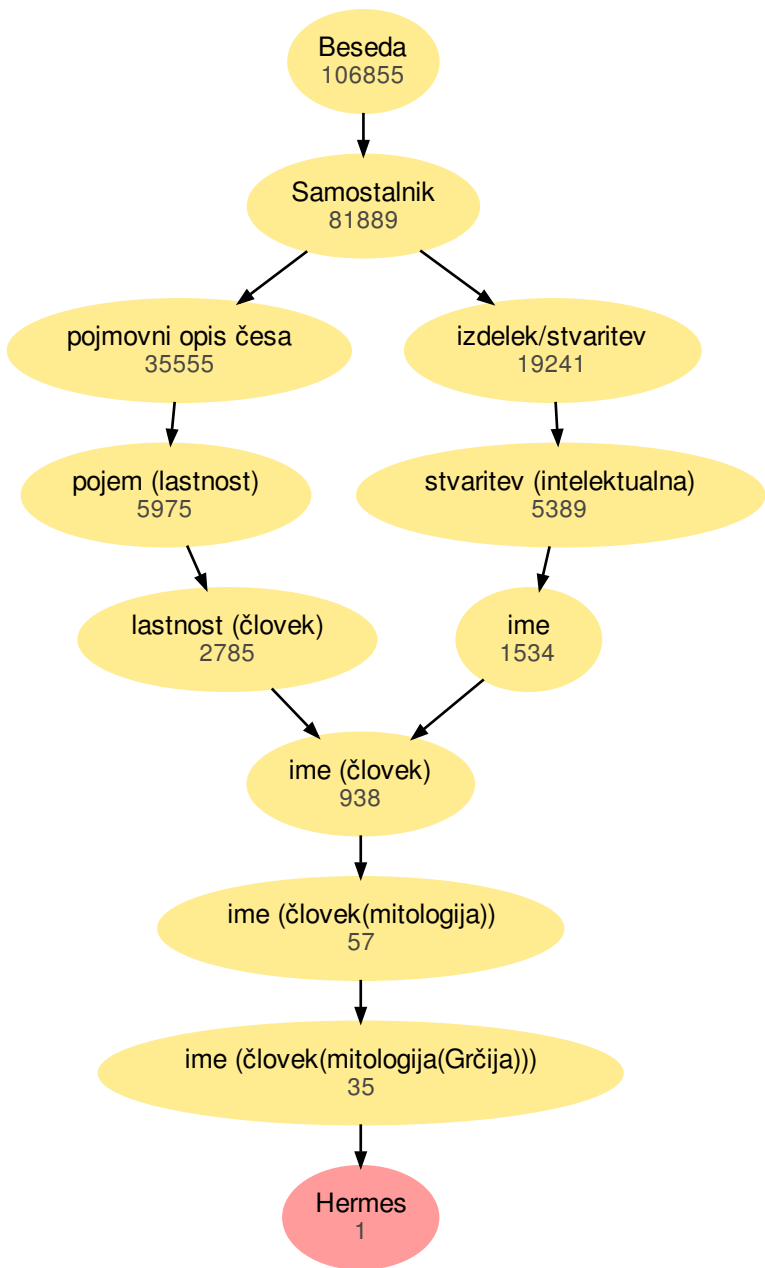 Beseda
106855
Samostalnik
81889
pojmovni opis česa
35555
izdelek/stvaritev
19241
pojem (lastnost)
5975
stvaritev (intelektualna)
5389
lastnost (človek)
2785
ime
1534
ime (človek)
938
ime (človek(mitologija))
57
ime (človek(mitologija(Grčija)))
35
Hermes
1